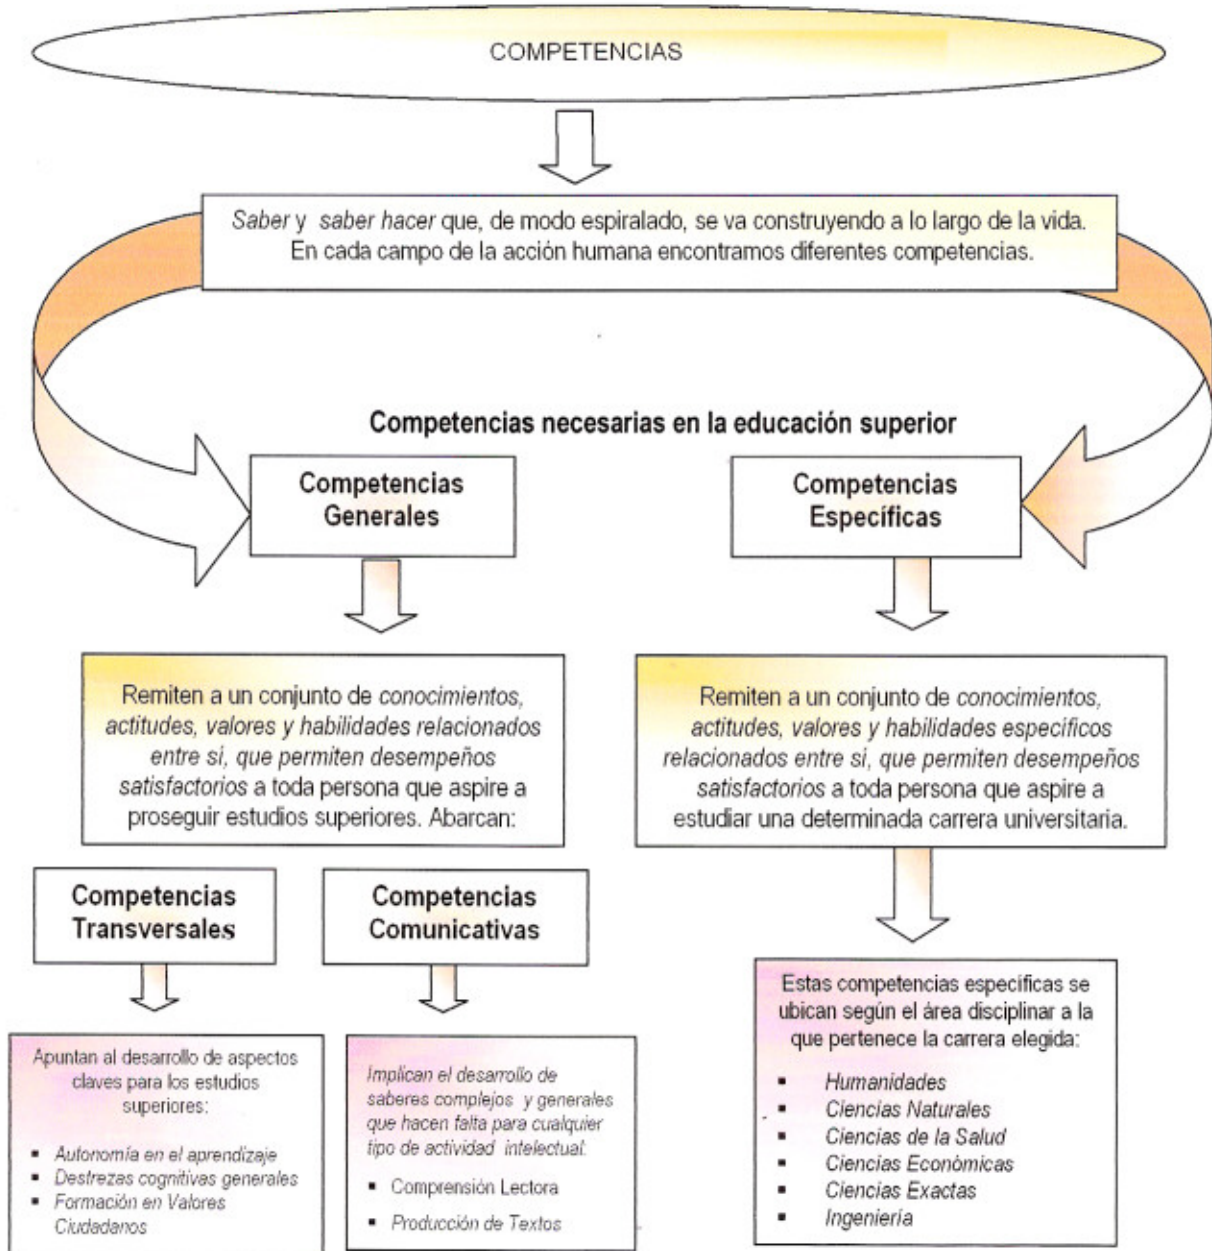 COMPETENCIAS
Saber y saber hacer que, de modo espiralado, se va construyendo a lo largo de la vida.
En cada campo de la acción humana encontramos diferentes competencias.
Competencias necesarias en la educación superior
Competencias
Generales
Competencias
Específicas
Remiten a un conjunto de conocimientos,
actitudes, valores y habilidades relacionados
entre sí, que permiten desempeños
satisfactorios a toda persona que aspire a
proseguir estudios superiores. Abarcan:
Remiten a un conjunto de conocimientos,
actitudes, valores y habilidades específicos
relacionados entre sí, que permiten desempeños
satisfactorios a toda persona que aspire a
estudiar una determinada carrera universitaria.
Competencias
Transversales
Competencias
Comunicativas
Apuntan al desarrollo de aspectos
claves para los estudios
superiores:
▪ Autonomía en el aprendizaje
▪ Destrezas cognitivas generales
▪ Formación en Valores
Ciudadanos
Implican el desarrollo de
saberes complejos y generales
que hacen falta para cualquier
tipo de actividad intelectual:
▪ Comprensión Lectora
▪ Producción de Textos
Estas competencias específicas se
ubican según el área disciplinar a la
que pertenece la carrera elegida:
▪ Humanidades
▪ Ciencias Naturales
▪ Ciencias de la Salud
▪ Ciencias Económicas
▪ Ciencias Exactas
▪ Ingeniería